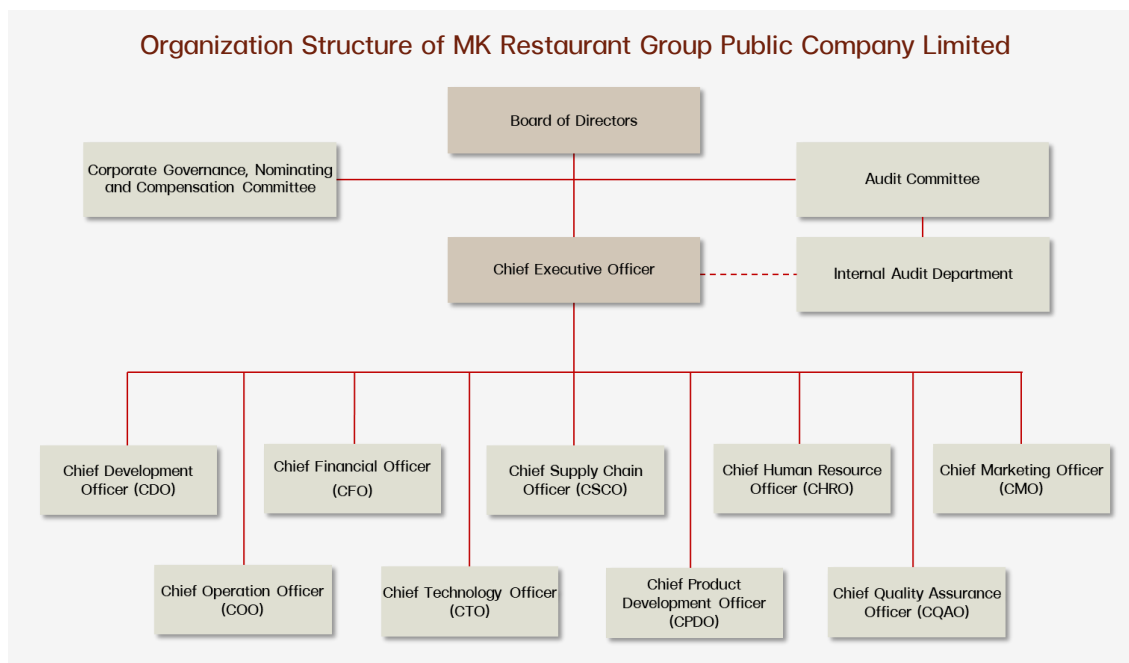 Organization Structure of MK Restaurant Group Public Company Limited
Board of Directors
Corporate Governance, Nominating
and Compensation Committee
Audit Committee
Chief Executive Officer
Internal Audit Department
Chief Development
Officer (CDO)
Chief Financial Officer
(CFO)
Chief Supply Chain
Officer (CSCO)
Chief Human Resource
Officer (CHRO)
Chief Marketing Officer
(CMO)
Chief Operation Officer
(COO)
Chief Technology Officer
(CTO)
Chief Product
Development Officer
(CPDO)
Chief Quality Assurance
Officer (CQAO)